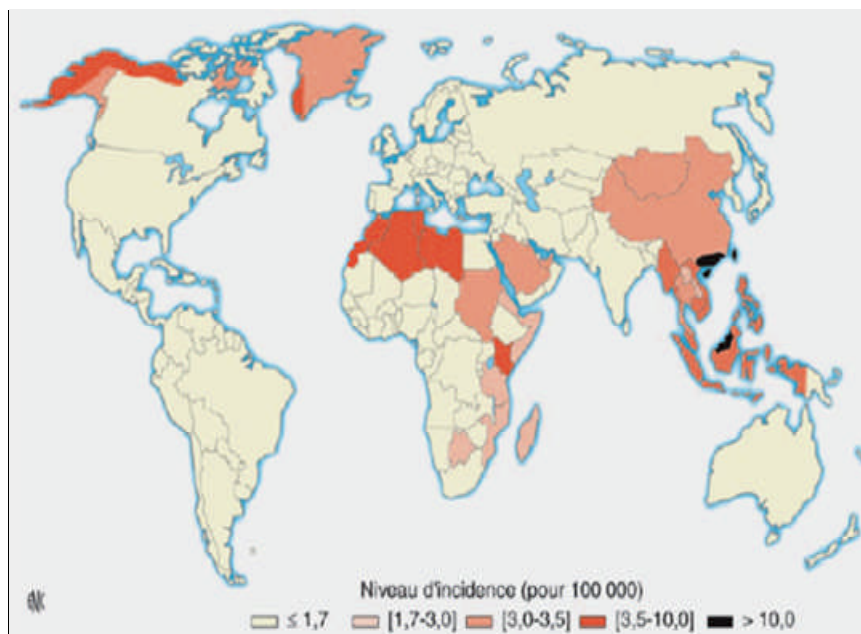 Niveau d'incidence (pour 100 000)
≤ 1,7 [1,7-3,0] [3,0-3,5] [3,5-10,0] > 10,0